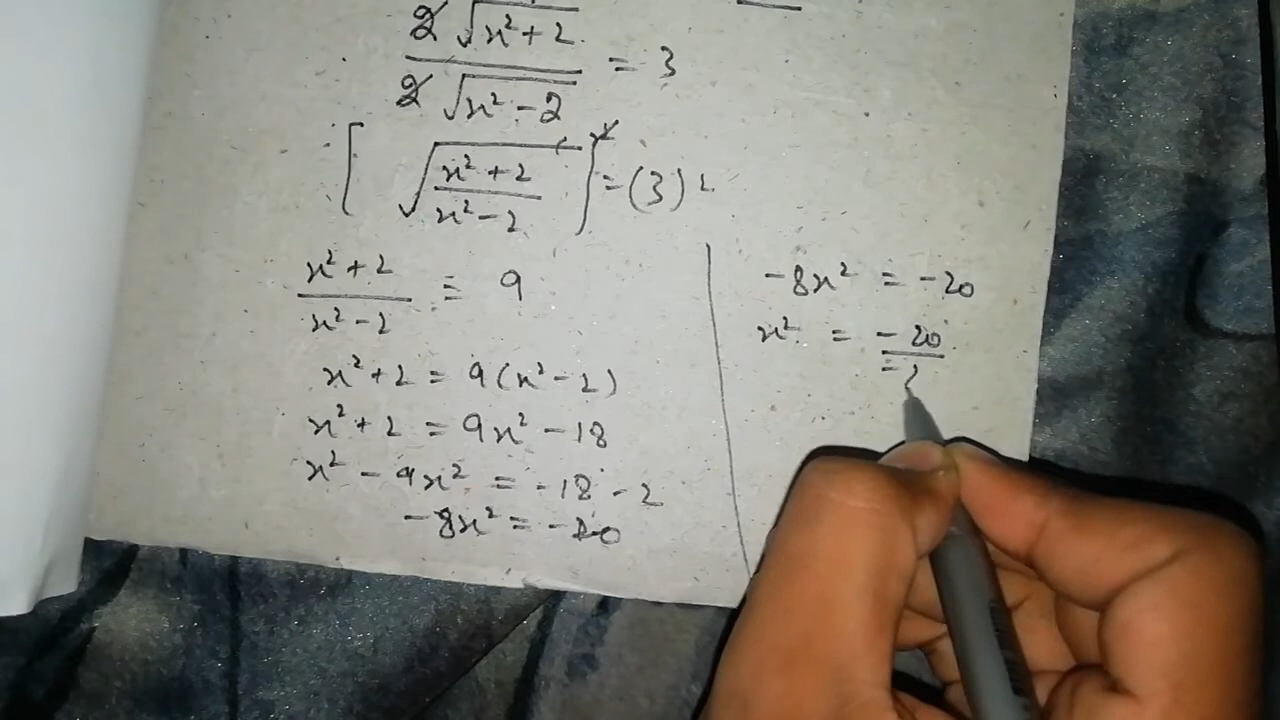 2√x²+2 / 2√x²-2 = 3
[√x²+2 / x²-2]² = (3)²
x²+2 / x²-2 = 9
x²+2 = 9(x²-2)
x²+2 = 9x²-18
x² - 9x² = -18 - 2
-8x² = -20
-8x² = -20
x² = -20 / -